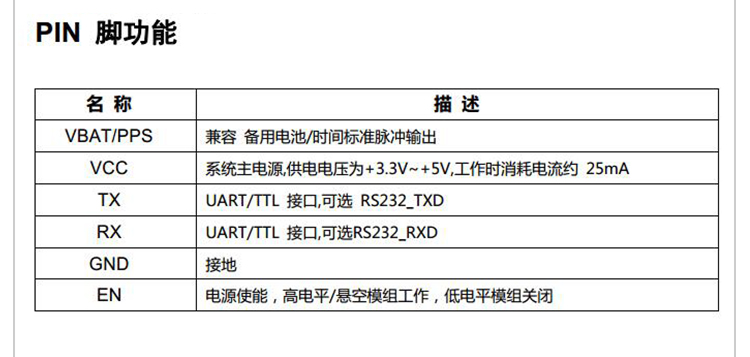 PIN 脚功能
名 称 描 述
VBAT/PPS 兼容 备用电池/时间标准脉冲输出
VCC 系统主电源,供电电压为+3.3V~+5V,工作时消耗电流约 25mA
TX UART/TTL 接口,可选 RS232_TXD
RX UART/TTL 接口,可选RS232_RXD
GND 接地
EN 电源使能，高电平/悬空模组工作，低电平模组关闭